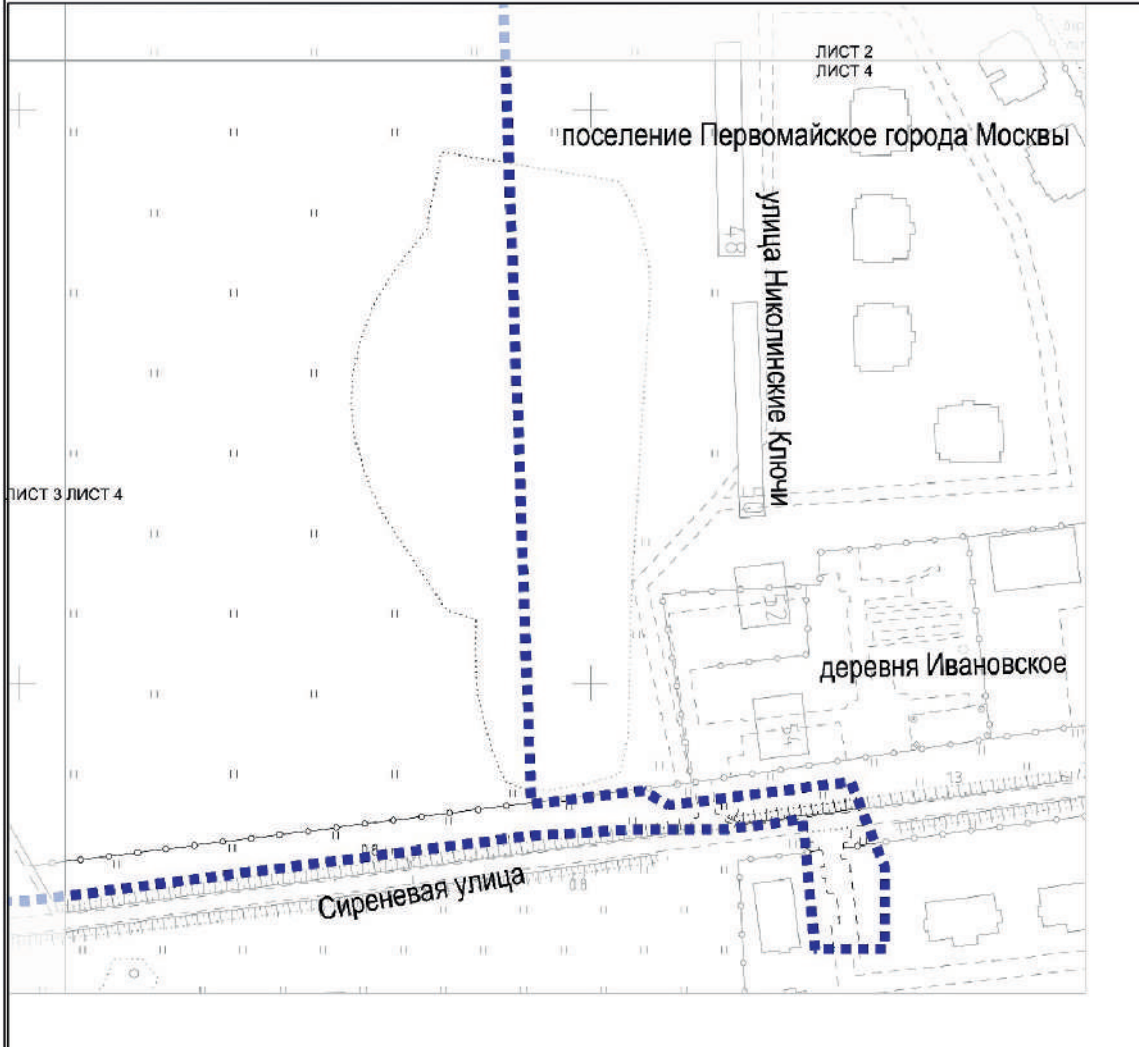 ЛИСТ 2
ЛИСТ 4
поселение Первомайское города Москвы
48
улица Николинские Ключи
ЛИСТ 3 ЛИСТ 4
52
деревня Ивановское
54
13
0.8
Сиреневая улица
0.8